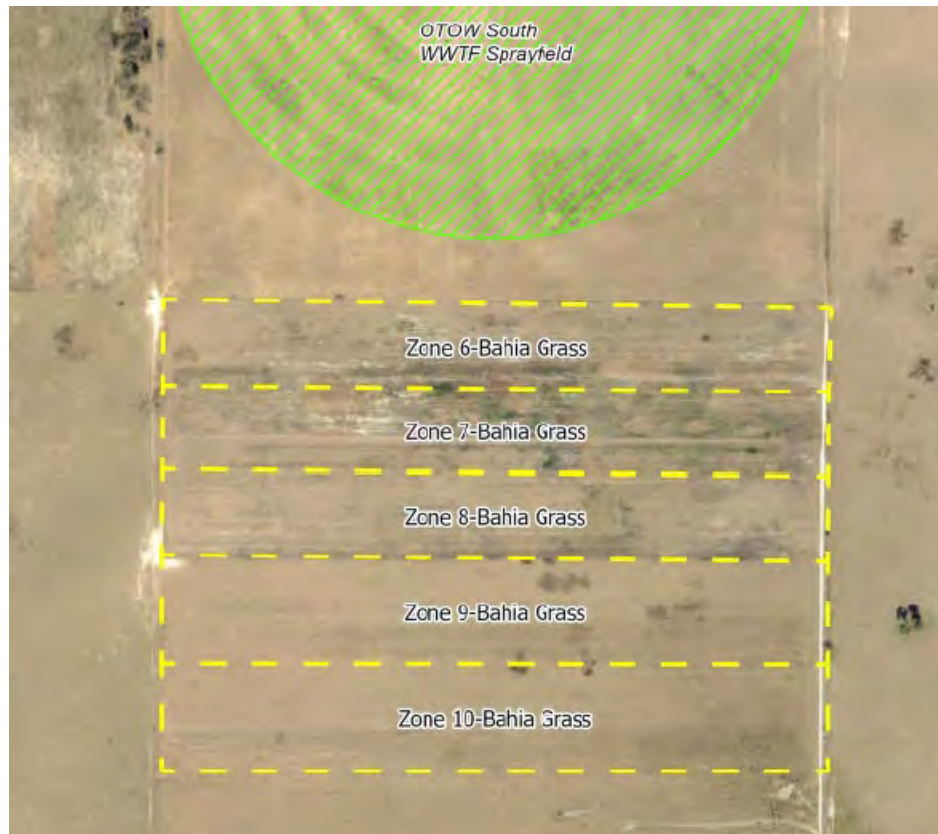 OTOW South
WWTF Sprayfield
Zone 6-Bahia Grass
Zone 7-Bahia Grass
Zone 8-Bahia Grass
Zone 9-Bahia Grass
Zone 10-Bahia Grass